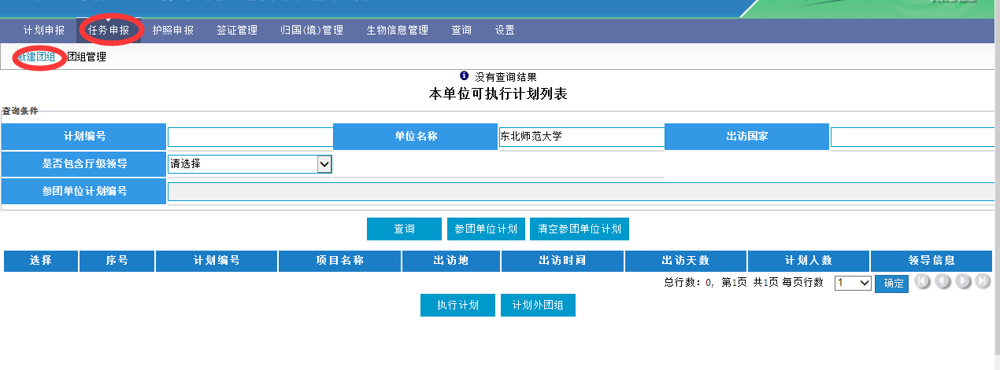 计划申报 任务申报 护照申报 签证管理 归国(境)管理 生物信息管理 查询 设置
新建团组 团组管理
没有查询结果
本单位可执行计划列表
查询条件
计划编号 单位名称 东北师范大学 出访国家
是否包含厅级领导 请选择
参团单位计划编号
查询 参团单位计划 清空参团单位计划
选择 序号 计划编号 项目名称 出访地 出访时间 出访天数 计划人数 领导信息
总行数：0, 第1页 共1页 每页行数 1 确定
执行计划 计划外团组